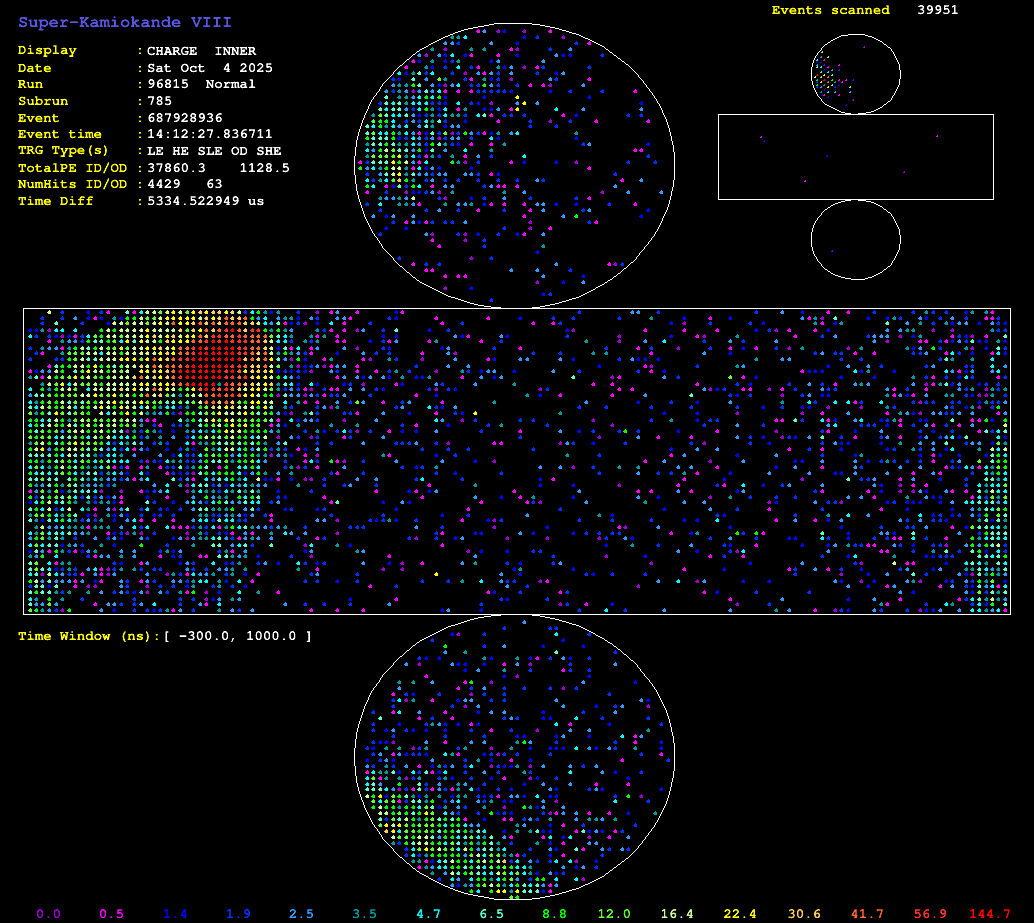 Super-Kamiokande VIII
Events scanned 39951
Display : CHARGE INNER
Date : Sat Oct 4 2025
Run : 96815 Normal
Subrun : 785
Event : 687928936
Event time : 14:12:27.836711
TRG Type(s) : LE HE SLE OD SHE
TotalPE ID/OD : 37860.3 1128.5
NumHits ID/OD : 4429 63
Time Diff : 5334.522949 us
Time Window (ns):[ -300.0, 1000.0 ]
0.0 0.5 1.4 1.9 2.5 3.5 4.7 6.5 8.8 12.0 16.4 22.4 30.6 41.7 56.9 144.7